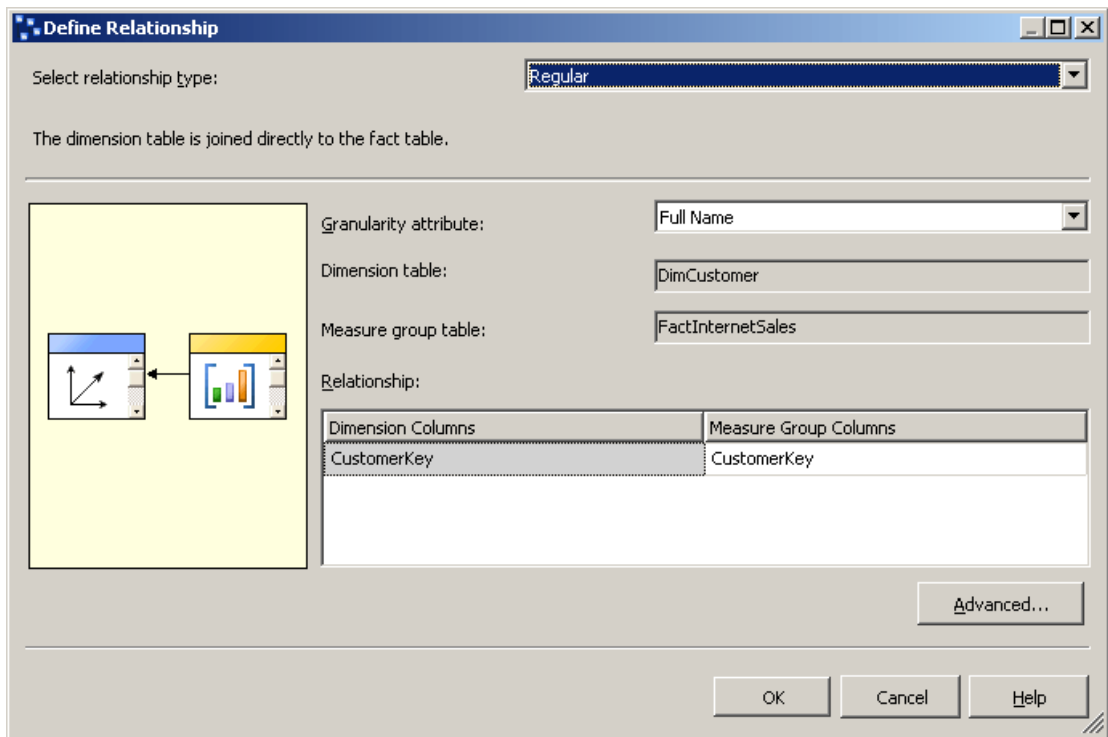 Define Relationship
Select relationship type:
Regular
The dimension table is joined directly to the fact table.
Granularity attribute:
Full Name
Dimension table:
DimCustomer
Measure group table:
FactInternetSales
Relationship:
Dimension Columns
Measure Group Columns
CustomerKey
CustomerKey
Advanced...
OK
Cancel
Help